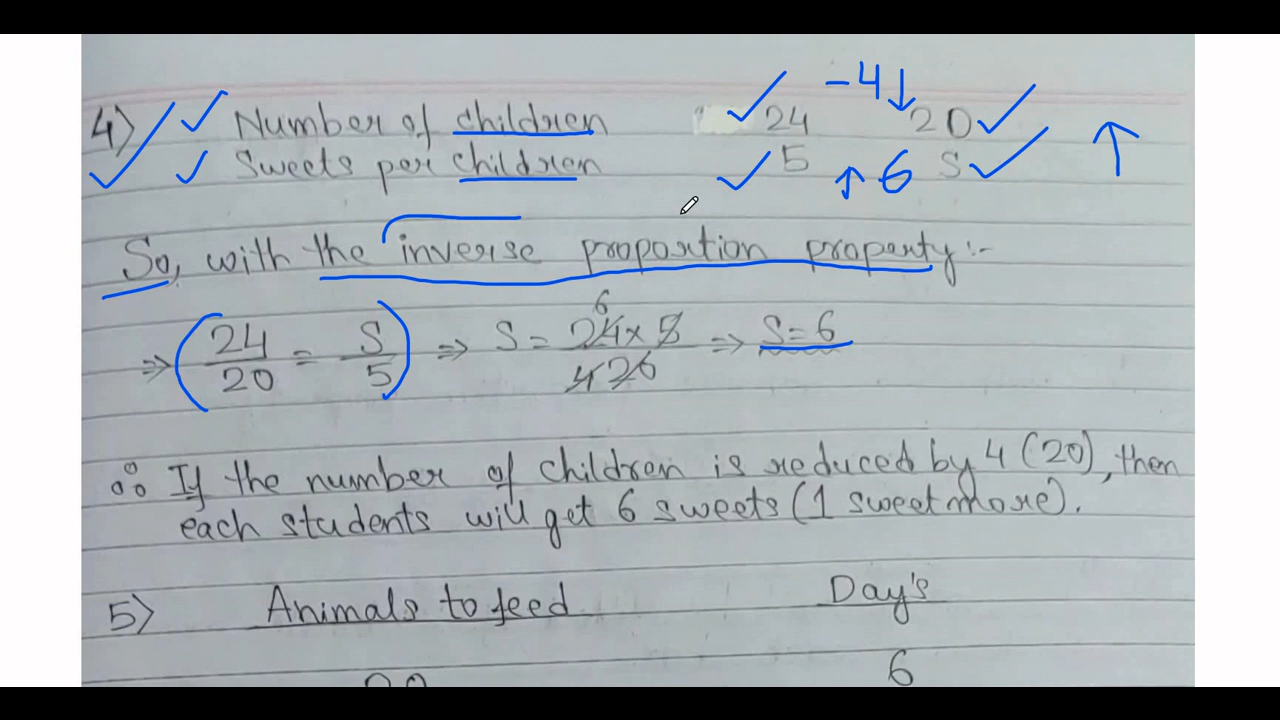 4) Number of children 24 -4↓ 20 ↑
Sweets per children 5 ↑ 6 S
So, with the inverse proportion property :-
⇒ (24/20 = S/5) ⇒ S = 24 6 × 5 / 4 20 ⇒ S = 6
∴ If the number of children is reduced by 4 (20), then
each students will get 6 sweets (1 sweet more).
5) Animals to feed Day's
6